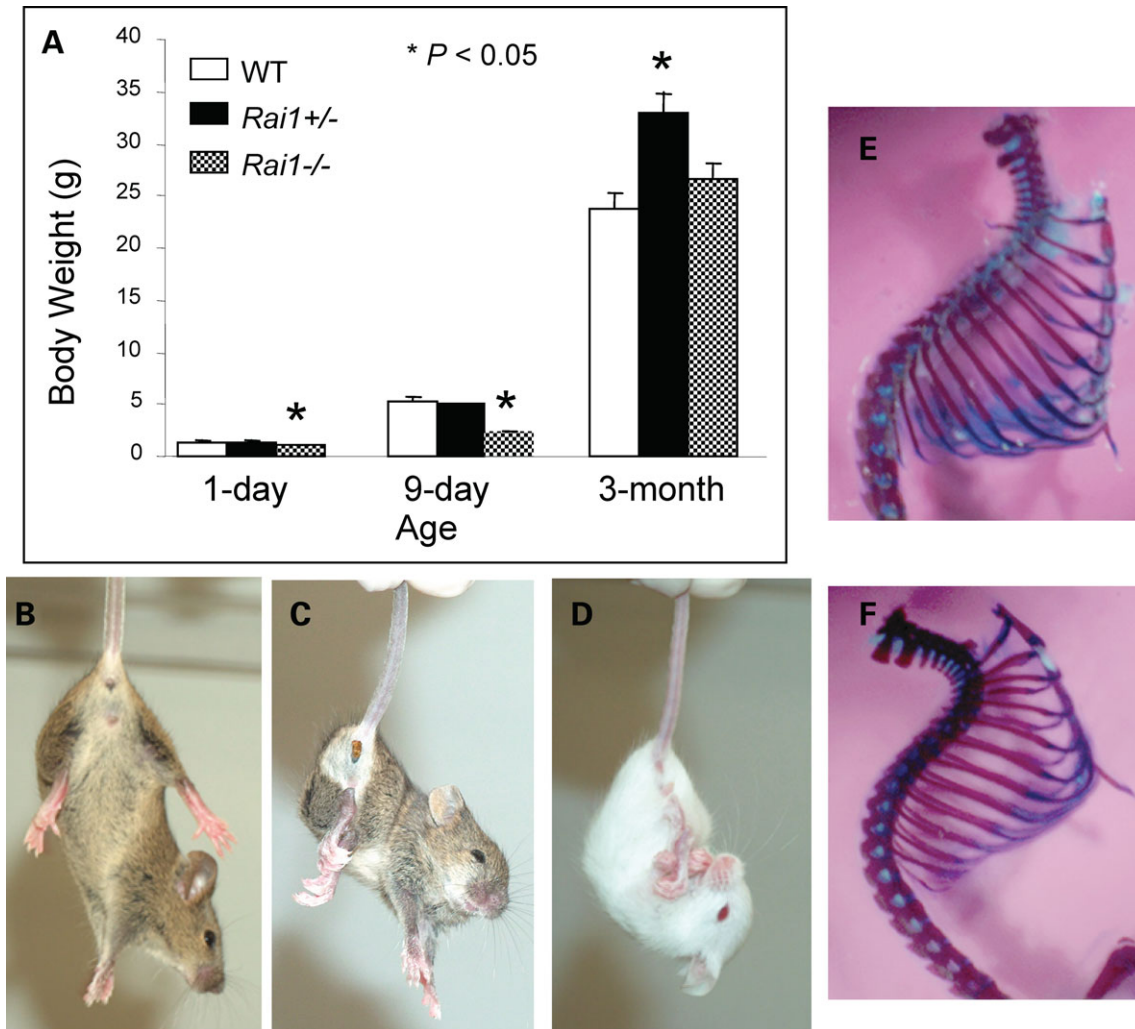 A
* P < 0.05
WT
Rai1+/-
Rai1-/-
Body Weight (g)
40
35
30
25
20
15
10
5
0
*
*
*
1-day
9-day
3-month
Age
B
C
D
E
F